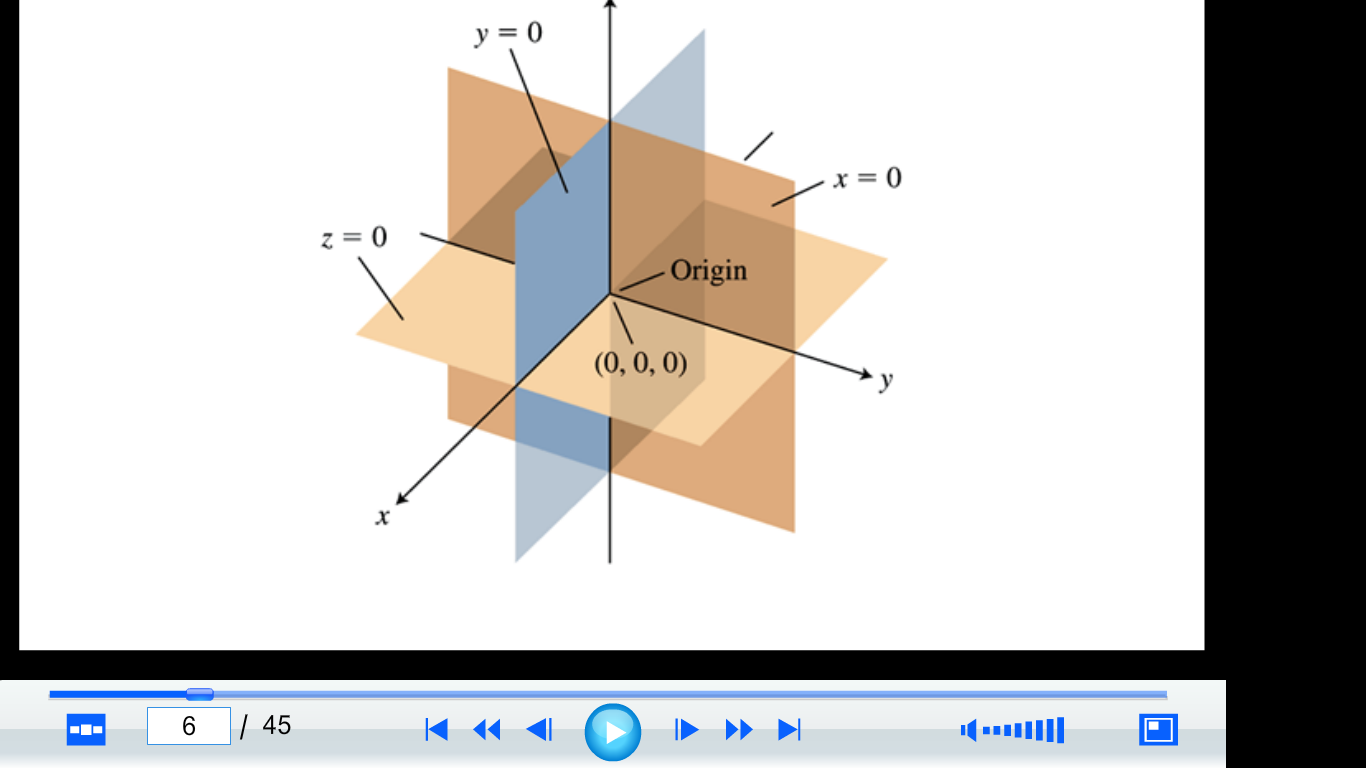 y = 0
x = 0
z = 0
Origin
(0, 0, 0)
y
x
6 / 45